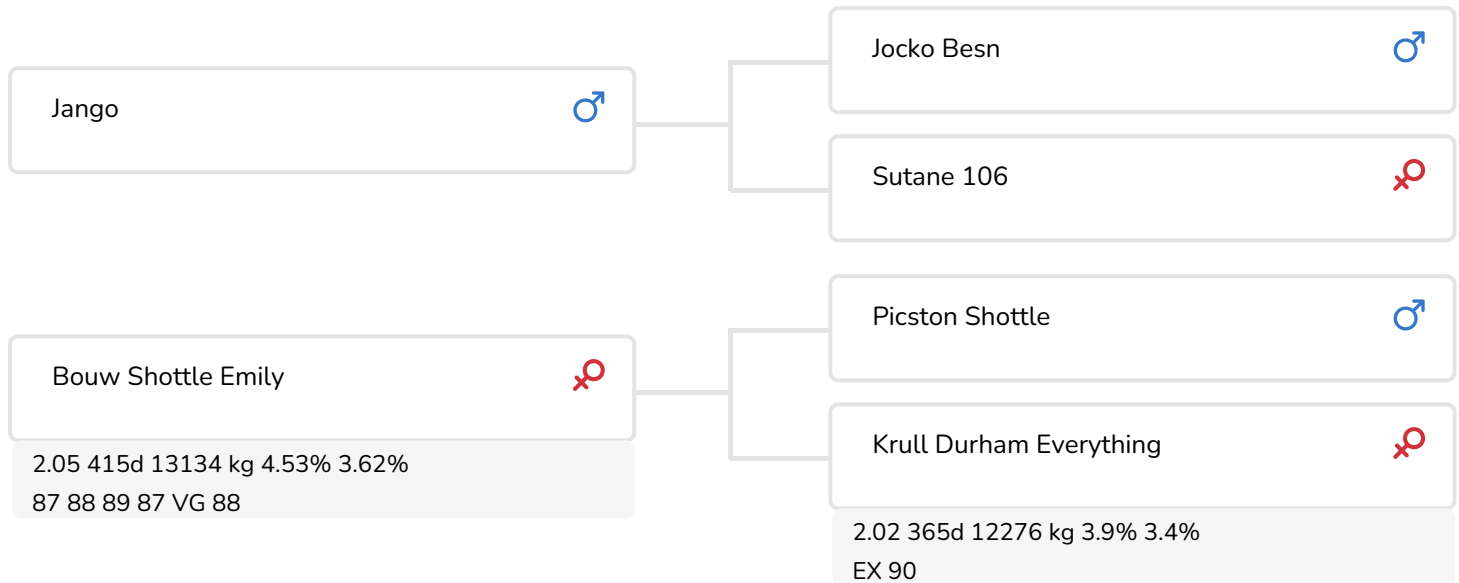 Jango
Jocko Besn
Sutane 106
Bouw Shottle Emily
2.05 415d 13134 kg 4.53% 3.62%
87 88 89 87 VG 88
Picston Shottle
Krull Durham Everything
2.02 365d 12276 kg 3.9% 3.4%
EX 90